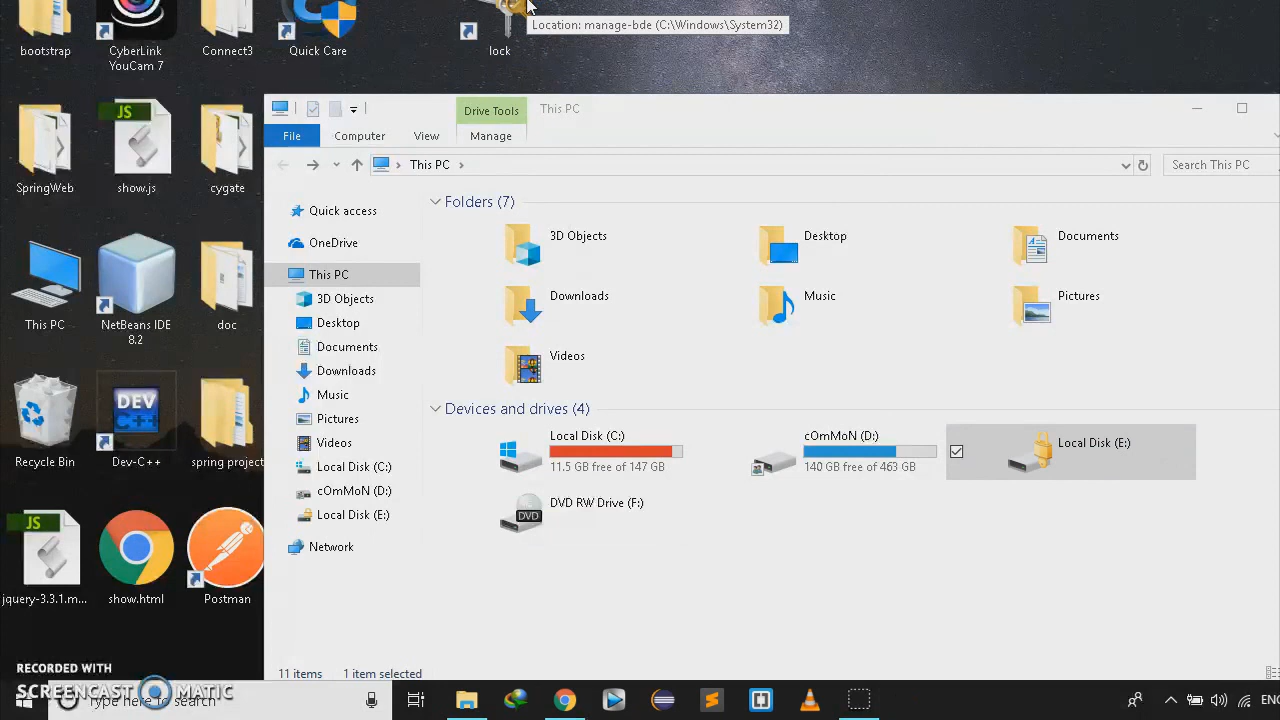 bootstrap
CyberLink
YouCam 7
Connect3
Quick Care
lock
Location: manage-bde (C:\Windows\System32)
JS
SpringWeb
show.js
cygate
This PC
NetBeans IDE
8.2
doc
DEV
C++
Recycle Bin
Dev-C++
spring project
JS
jquery-3.3.1.m...
show.html
Postman
Drive Tools
This PC
File
Computer
View
Manage
This PC
Search This PC
Quick access
OneDrive
This PC
3D Objects
Desktop
Documents
Downloads
Music
Pictures
Videos
Local Disk (C:)
cOmMoN (D:)
Local Disk (E:)
Network
Folders (7)
3D Objects
Desktop
Documents
Downloads
Music
Pictures
Videos
Devices and drives (4)
Local Disk (C:)
11.5 GB free of 147 GB
cOmMoN (D:)
140 GB free of 463 GB
Local Disk (E:)
DVD RW Drive (F:)
DVD
11 items
1 item selected
RECORDED WITH
SCREENCAST MATIC
Type here to search
ENG